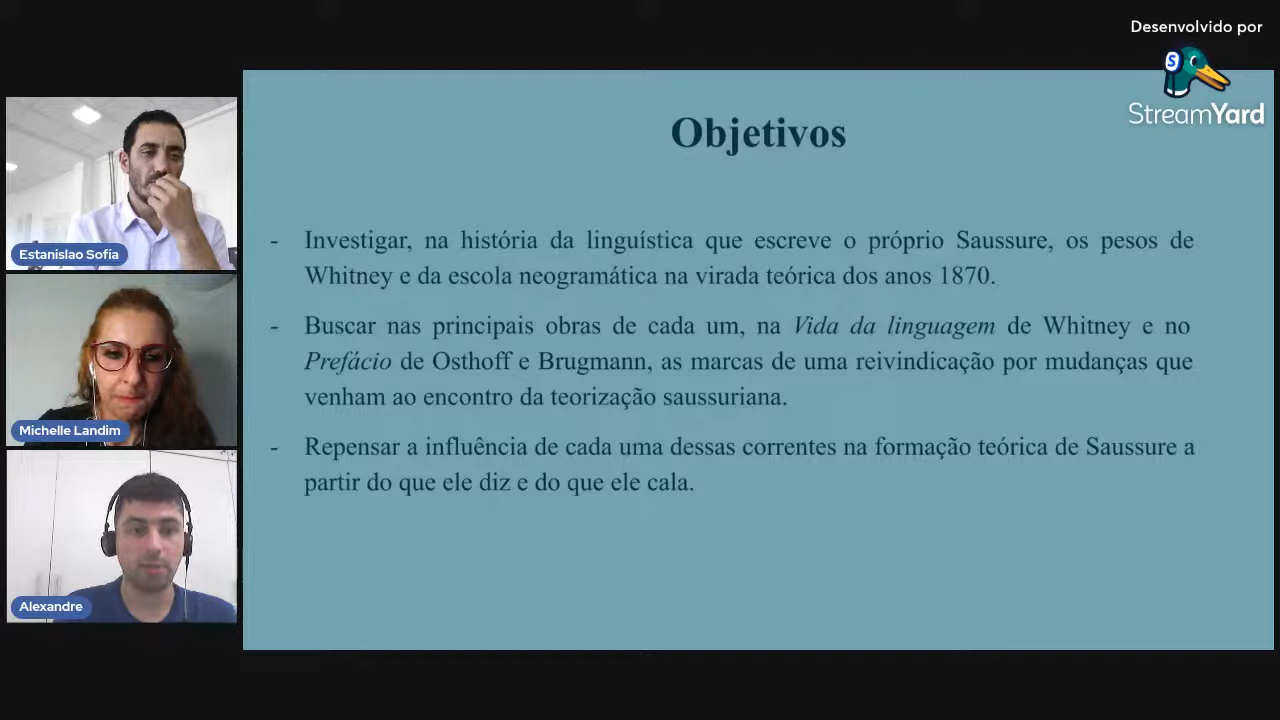 Desenvolvido por
StreamYard
Objetivos
- Investigar, na história da linguística que escreve o próprio Saussure, os pesos de
Whitney e da escola neogramática na virada teórica dos anos 1870.
- Buscar nas principais obras de cada um, na Vida da linguagem de Whitney e no
Prefácio de Osthoff e Brugmann, as marcas de uma reivindicação por mudanças que
venham ao encontro da teorização saussuriana.
- Repensar a influência de cada uma dessas correntes na formação teórica de Saussure a
partir do que ele diz e do que ele cala.
Estanislao Sofía
Michelle Landim
Alexandre